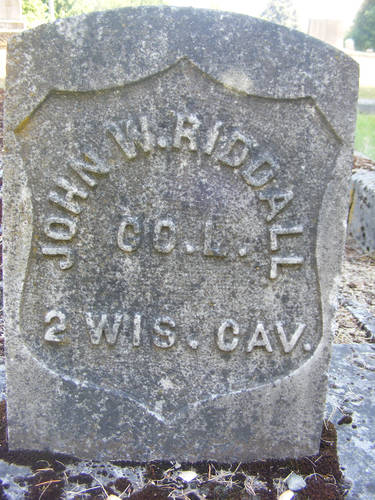 JOHN W. RIDDALL
CO. L.
2 WIS. CAV.